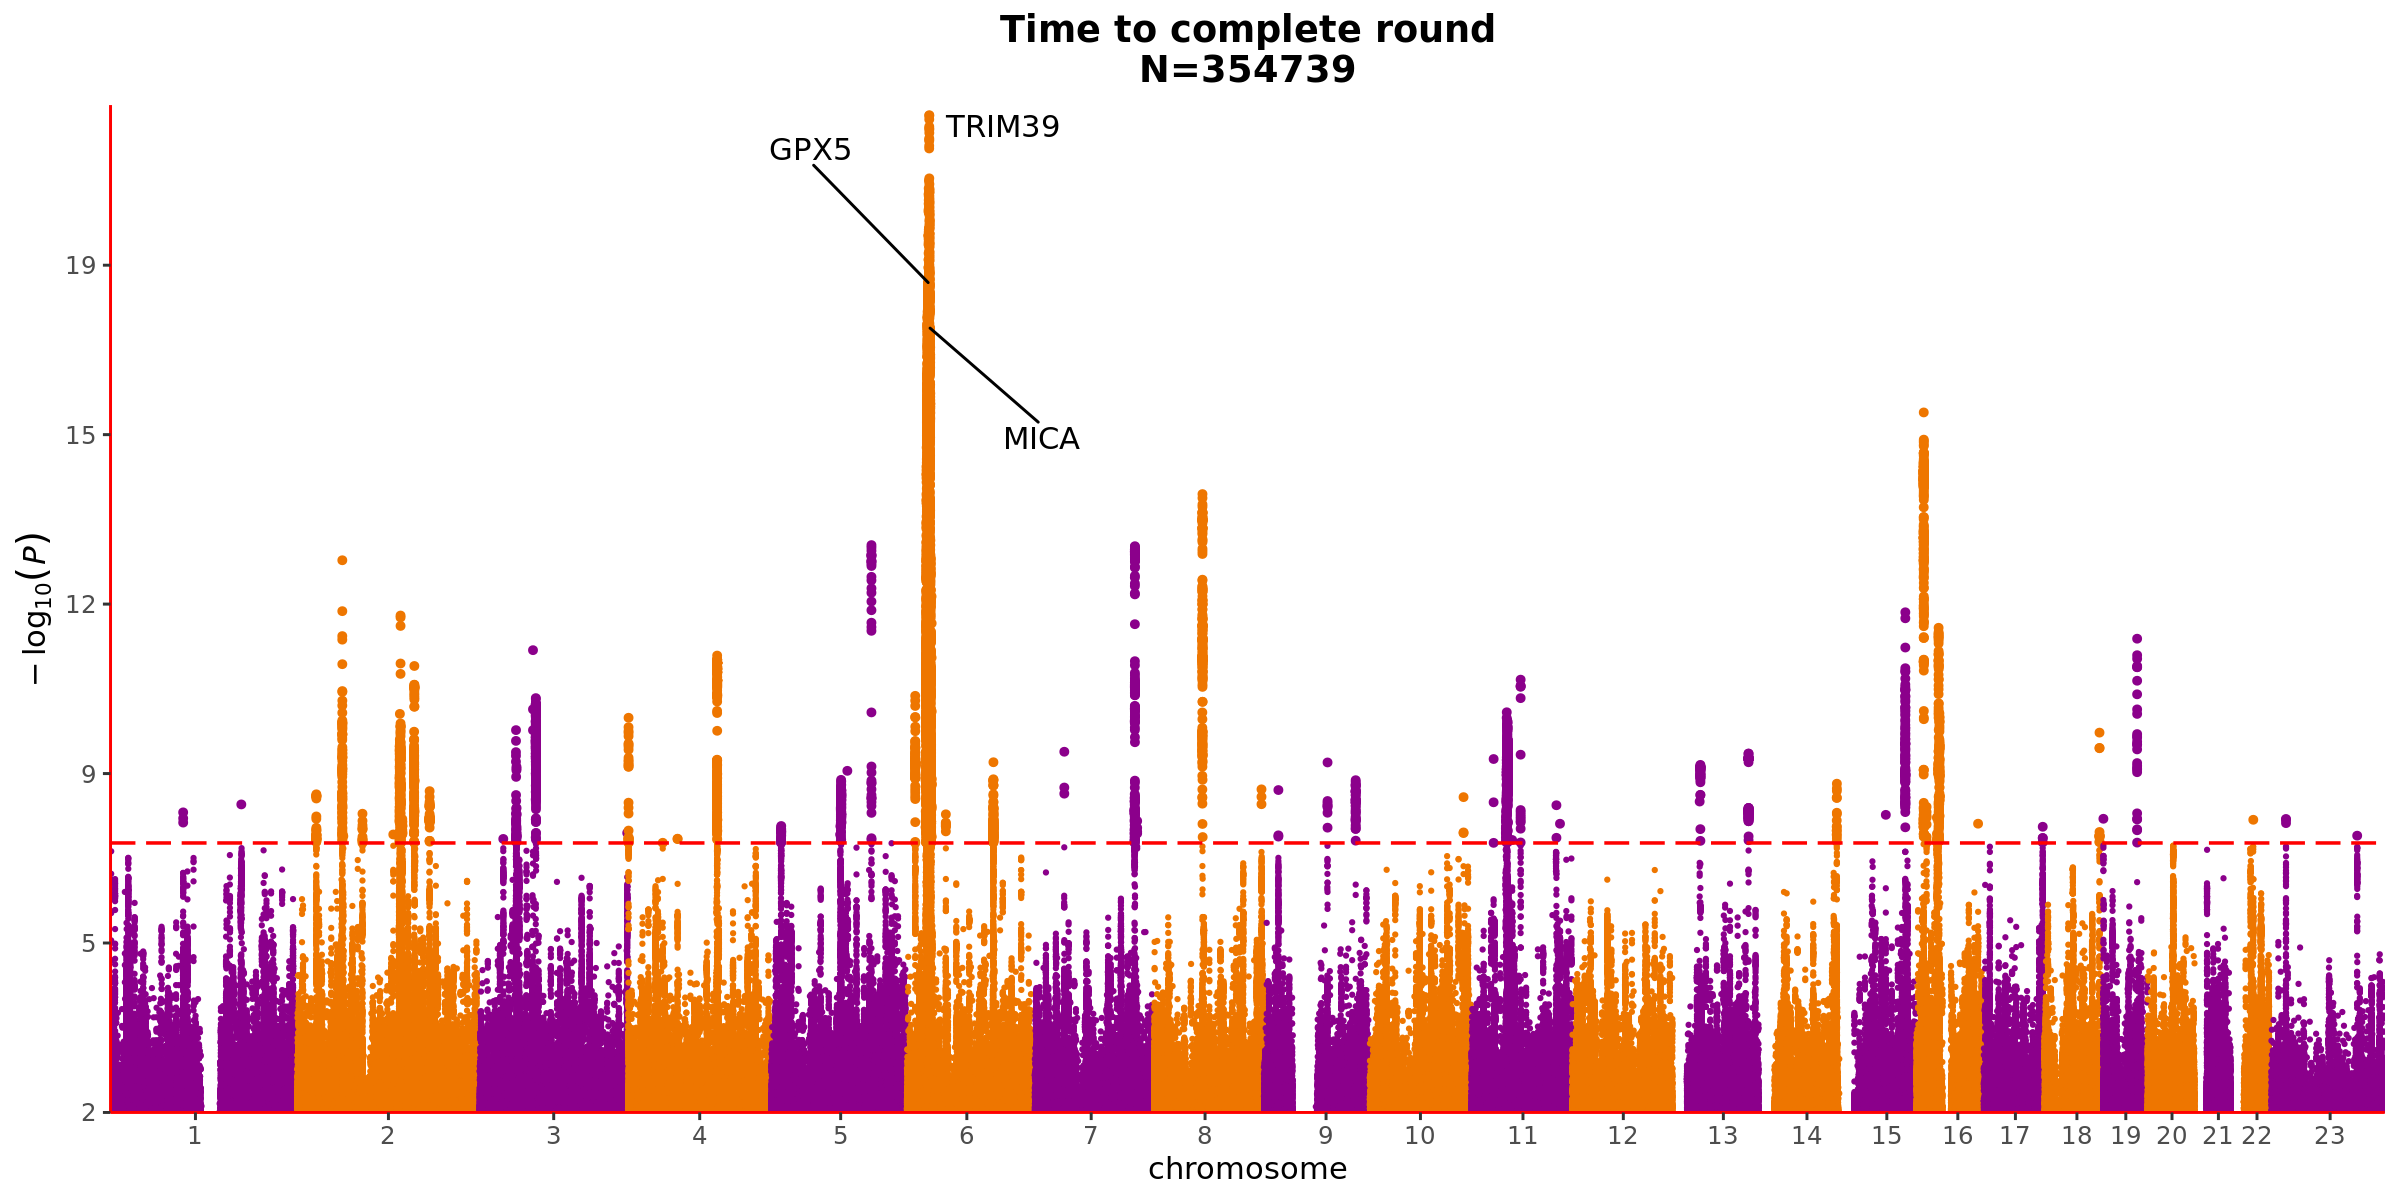 Time to complete round
N=354739
TRIM39
GPX5
MICA
19
15
12
9
5
2
−log10(P)
1 2 3 4 5 6 7 8 9 10 11 12 13 14 15 16 17 18 19 20 21 22 23
chromosome